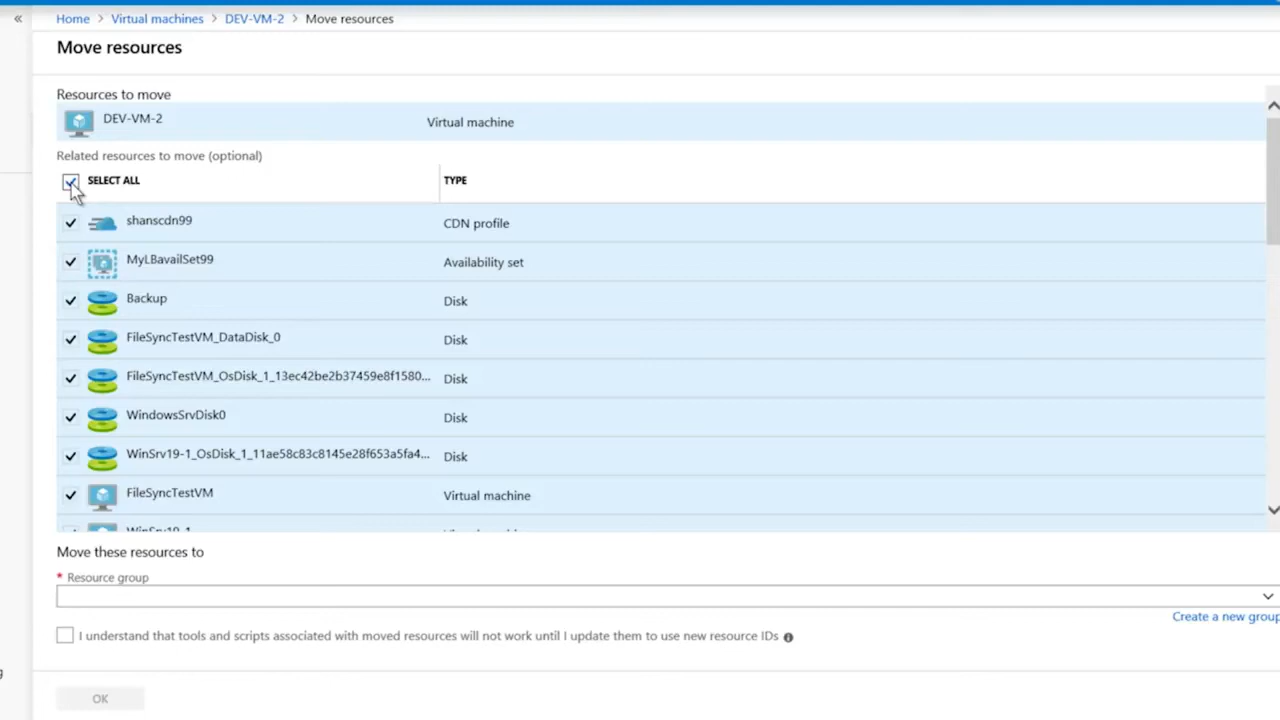 «
Home > Virtual machines > DEV-VM-2 > Move resources
Move resources
Resources to move
DEV-VM-2 Virtual machine
Related resources to move (optional)
SELECT ALL TYPE
shanscdn99 CDN profile
MyLBavailSet99 Availability set
Backup Disk
FileSyncTestVM_DataDisk_0 Disk
FileSyncTestVM_OsDisk_1_13ec42be2b37459e8f1580... Disk
WindowsSrvDisk0 Disk
WinSrv19-1_OsDisk_1_11ae58c83c8145e28f653a5fa4... Disk
FileSyncTestVM Virtual machine
WinSrv19-1
Move these resources to
* Resource group
Create a new group
I understand that tools and scripts associated with moved resources will not work until I update them to use new resource IDs
OK